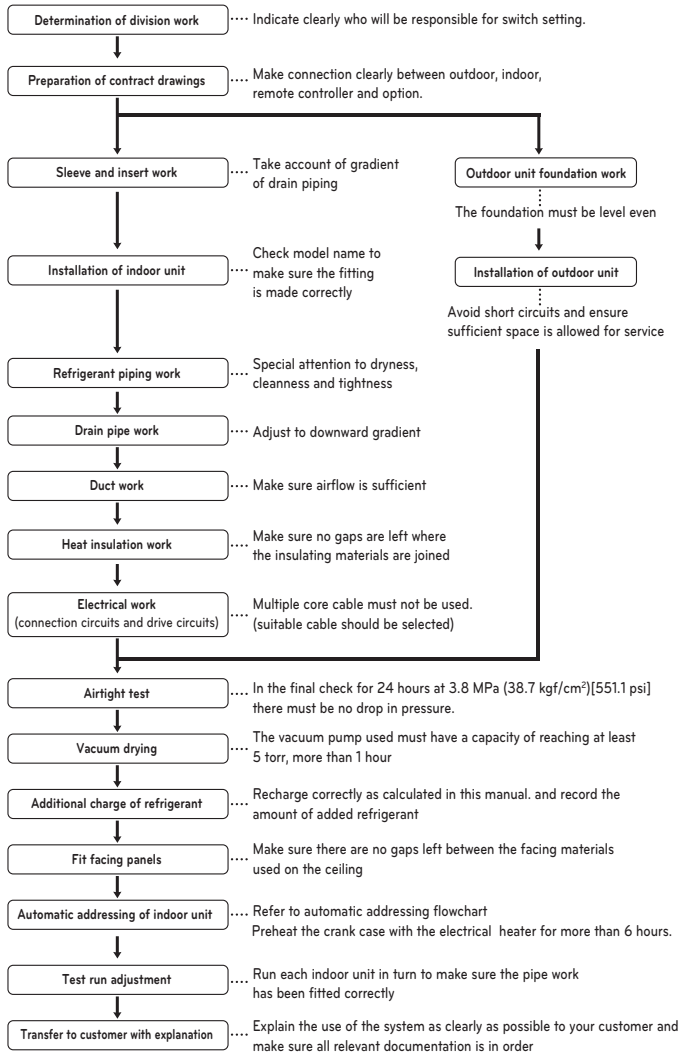 Determination of division work
Indicate clearly who will be responsible for switch setting.
Preparation of contract drawings
Make connection clearly between outdoor, indoor,
remote controller and option.
Sleeve and insert work
Take account of gradient
of drain piping
Outdoor unit foundation work
The foundation must be level even
Installation of indoor unit
Check model name to
make sure the fitting
is made correctly
Installation of outdoor unit
Avoid short circuits and ensure
sufficient space is allowed for service
Refrigerant piping work
Special attention to dryness,
cleanness and tightness
Drain pipe work
Adjust to downward gradient
Duct work
Make sure airflow is sufficient
Heat insulation work
Make sure no gaps are left where
the insulating materials are joined
Electrical work
(connection circuits and drive circuits)
Multiple core cable must not be used.
(suitable cable should be selected)
Airtight test
In the final check for 24 hours at 3.8 MPa (38.7 kgf/cm²)[551.1 psi]
there must be no drop in pressure.
Vacuum drying
The vacuum pump used must have a capacity of reaching at least
5 torr, more than 1 hour
Additional charge of refrigerant
Recharge correctly as calculated in this manual. and record the
amount of added refrigerant
Fit facing panels
Make sure there are no gaps left between the facing materials
used on the ceiling
Automatic addressing of indoor unit
Refer to automatic addressing flowchart
Preheat the crank case with the electrical heater for more than 6 hours.
Test run adjustment
Run each indoor unit in turn to make sure the pipe work
has been fitted correctly
Transfer to customer with explanation
Explain the use of the system as clearly as possible to your customer and
make sure all relevant documentation is in order